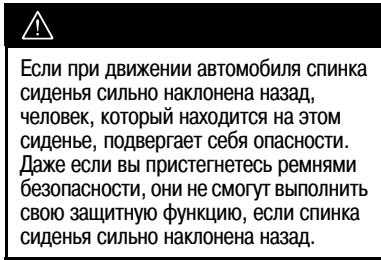 Если при движении автомобиля спинка
сиденья сильно наклонена назад,
человек, который находится на этом
сиденье, подвергает себя опасности.
Даже если вы пристегнетесь ремнями
безопасности, они не смогут выполнить
свою защитную функцию, если спинка
сиденья сильно наклонена назад.